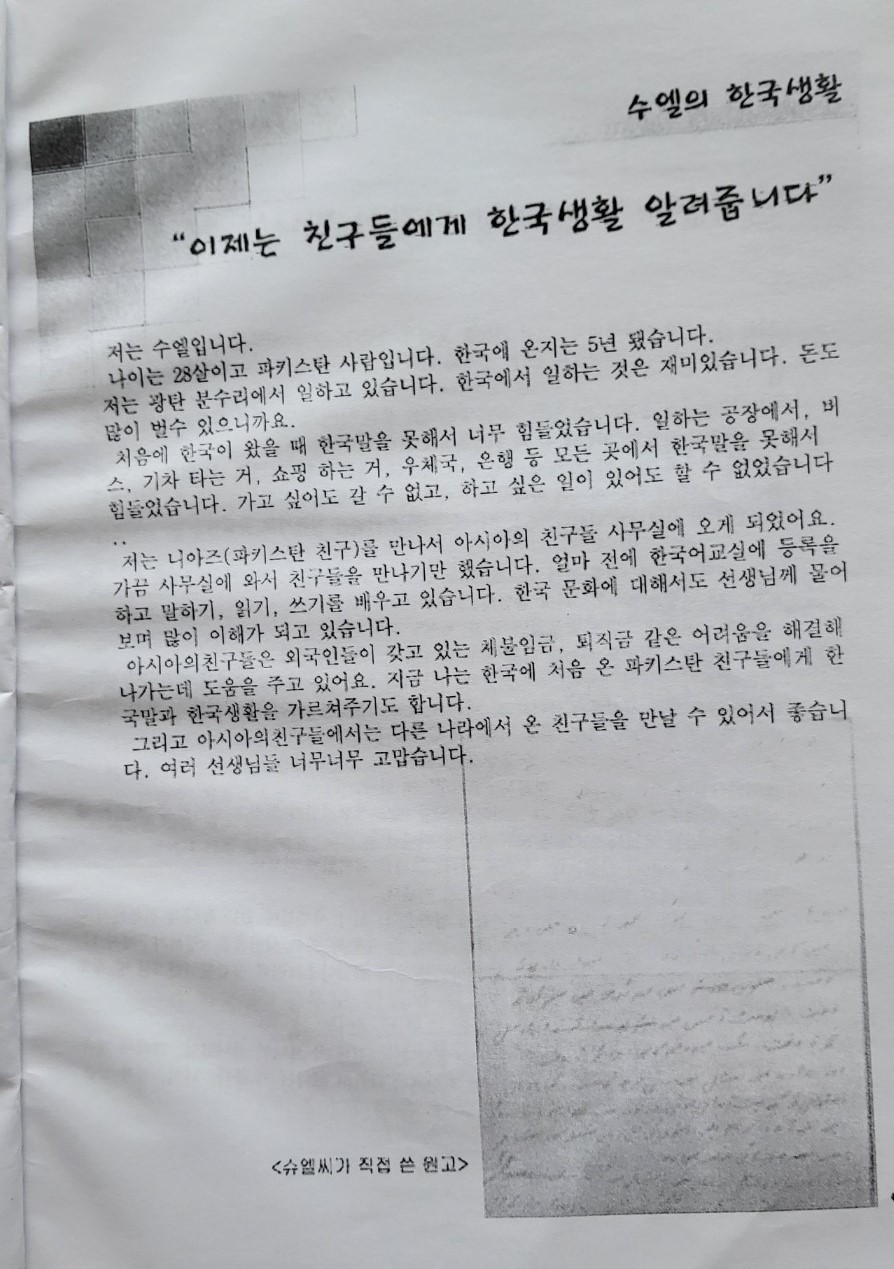 수엘의 한국생활
“이제는 친구들에게 한국생활 알려줍니다”
저는 수엘입니다.
나이는 28살이고 파키스탄 사람입니다. 한국에 온지는 5년 됐습니다.
저는 광탄 분수리에서 일하고 있습니다. 한국에서 일하는 것은 재미있습니다. 돈도
많이 벌수 있으니까요.
처음에 한국이 왔을 때 한국말을 못해서 너무 힘들었습니다. 일하는 공장에서, 버
스, 기차 타는 거, 쇼핑 하는 거, 우체국, 은행 등 모든 곳에서 한국말을 못해서
힘들었습니다. 가고 싶어도 갈 수 없고, 하고 싶은 일이 있어도 할 수 없었습니다
..
저는 니아즈(파키스탄 친구)를 만나서 아시아의 친구들 사무실에 오게 되었어요.
가끔 사무실에 와서 친구들을 만나기만 했습니다. 얼마 전에 한국어교실에 등록을
하고 말하기, 읽기, 쓰기를 배우고 있습니다. 한국 문화에 대해서도 선생님께 물어
보며 많이 이해가 되고 있습니다.
아시아의친구들은 외국인들이 갖고 있는 체불임금, 퇴직금 같은 어려움을 해결해
나가는데 도움을 주고 있어요. 지금 나는 한국에 처음 온 파키스탄 친구들에게 한
국말과 한국생활을 가르쳐주기도 합니다.
그리고 아시아의친구들에서는 다른 나라에서 온 친구들을 만날 수 있어서 좋습니
다. 여러 선생님들 너무너무 고맙습니다.
<슈엘씨가 직접 쓴 원고>